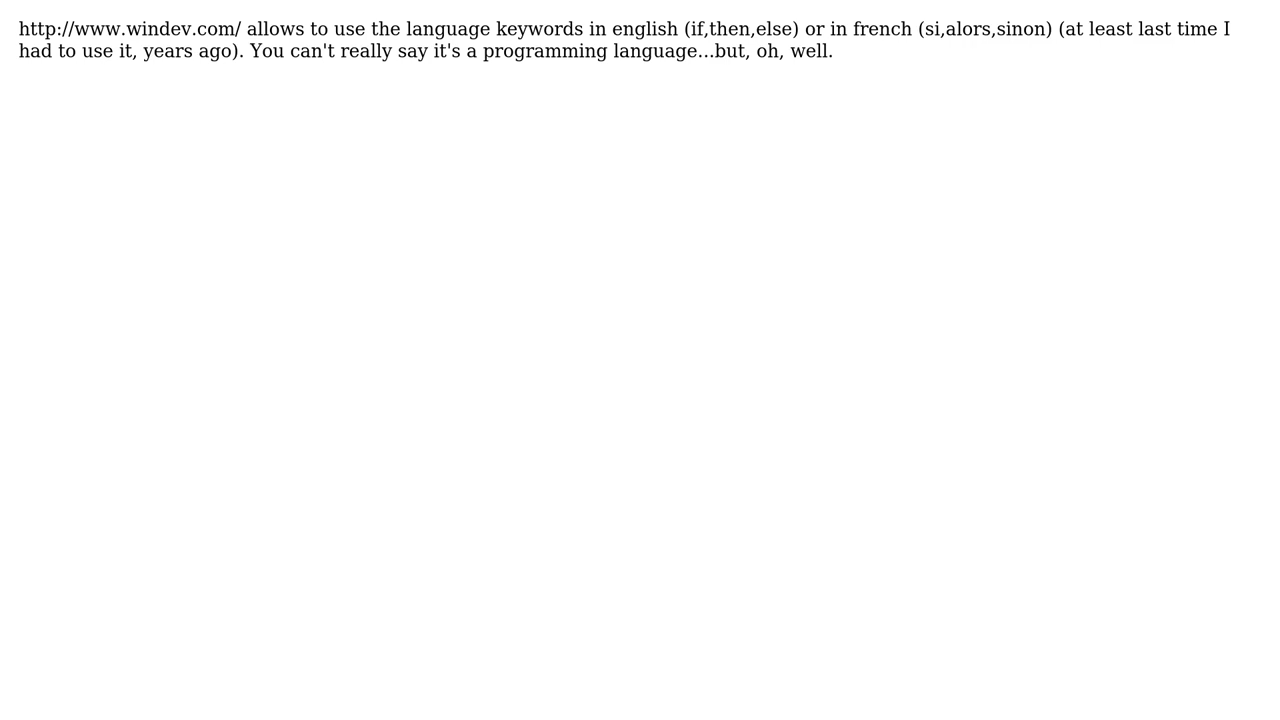 http://www.windev.com/ allows to use the language keywords in english (if,then,else) or in french (si,alors,sinon) (at least last time I
had to use it, years ago). You can't really say it's a programming language...but, oh, well.